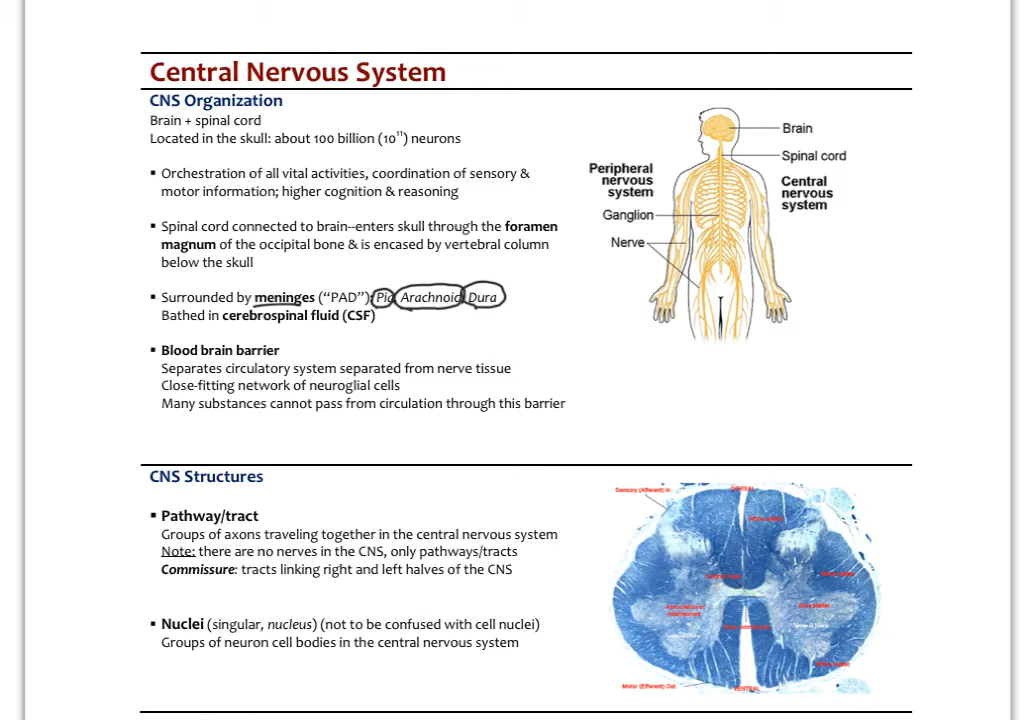 Central Nervous System
CNS Organization
Brain + spinal cord
Located in the skull: about 100 billion (10¹¹) neurons
▪ Orchestration of all vital activities, coordination of sensory &
motor information; higher cognition & reasoning
▪ Spinal cord connected to brain--enters skull through the foramen
magnum of the occipital bone & is encased by vertebral column
below the skull
▪ Surrounded by meninges (“PAD”): Pia Arachnoid Dura
Bathed in cerebrospinal fluid (CSF)
▪ Blood brain barrier
Separates circulatory system separated from nerve tissue
Close-fitting network of neuroglial cells
Many substances cannot pass from circulation through this barrier
Brain
Spinal cord
Peripheral
nervous
system
Central
nervous
system
Ganglion
Nerve
CNS Structures
▪ Pathway/tract
Groups of axons traveling together in the central nervous system
Note: there are no nerves in the CNS, only pathways/tracts
Commissure: tracts linking right and left halves of the CNS
▪ Nuclei (singular, nucleus) (not to be confused with cell nuclei)
Groups of neuron cell bodies in the central nervous system
Sensory (Afferent) In
DORSAL
Gray Matter
Motor (Efferent) Out
VENTRAL